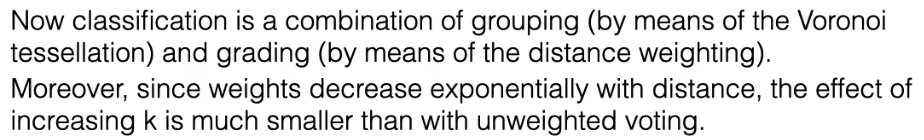 Now classification is a combination of grouping (by means of the Voronoi
tessellation) and grading (by means of the distance weighting).
Moreover, since weights decrease exponentially with distance, the effect of
increasing k is much smaller than with unweighted voting.